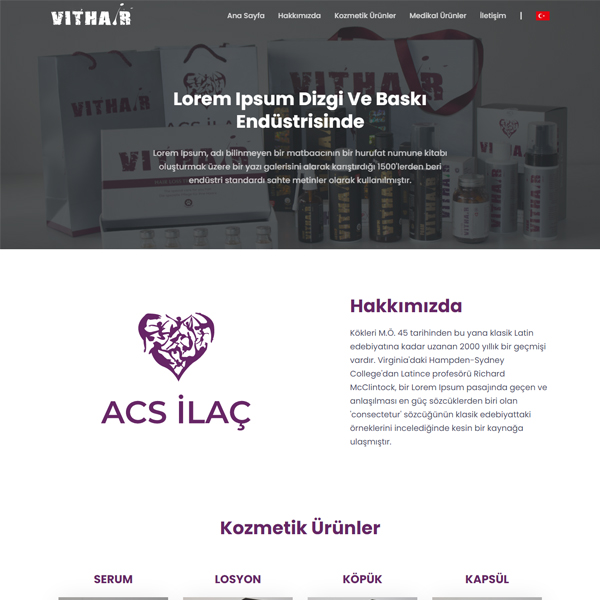 VITHAIR
Ana Sayfa Hakkımızda Kozmetik Ürünler Medikal Ürünler İletişim |
VITHAIR
ACS İLAÇ
VITHAIR
Lorem Ipsum Dizgi Ve Baskı
Endüstrisinde
Lorem Ipsum, adı bilinmeyen bir matbaacının bir hurufat numune kitabı
oluşturmak üzere bir yazı galerisini alarak karıştırdığı 1500'lerden beri
endüstri standardı sahte metinler olarak kullanılmıştır.
ACS İLAÇ
Hakkımızda
Kökleri M.Ö. 45 tarihinden bu yana klasik Latin
edebiyatına kadar uzanan 2000 yıllık bir geçmişi
vardır. Virginia'daki Hampden-Sydney
College'dan Latince profesörü Richard
McClintock, bir Lorem Ipsum pasajında geçen ve
anlaşılması en güç sözcüklerden biri olan
'consectetur' sözcüğünün klasik edebiyattaki
örneklerini incelediğinde kesin bir kaynağa
ulaşmıştır.
Kozmetik Ürünler
SERUM LOSYON KÖPÜK KAPSÜL